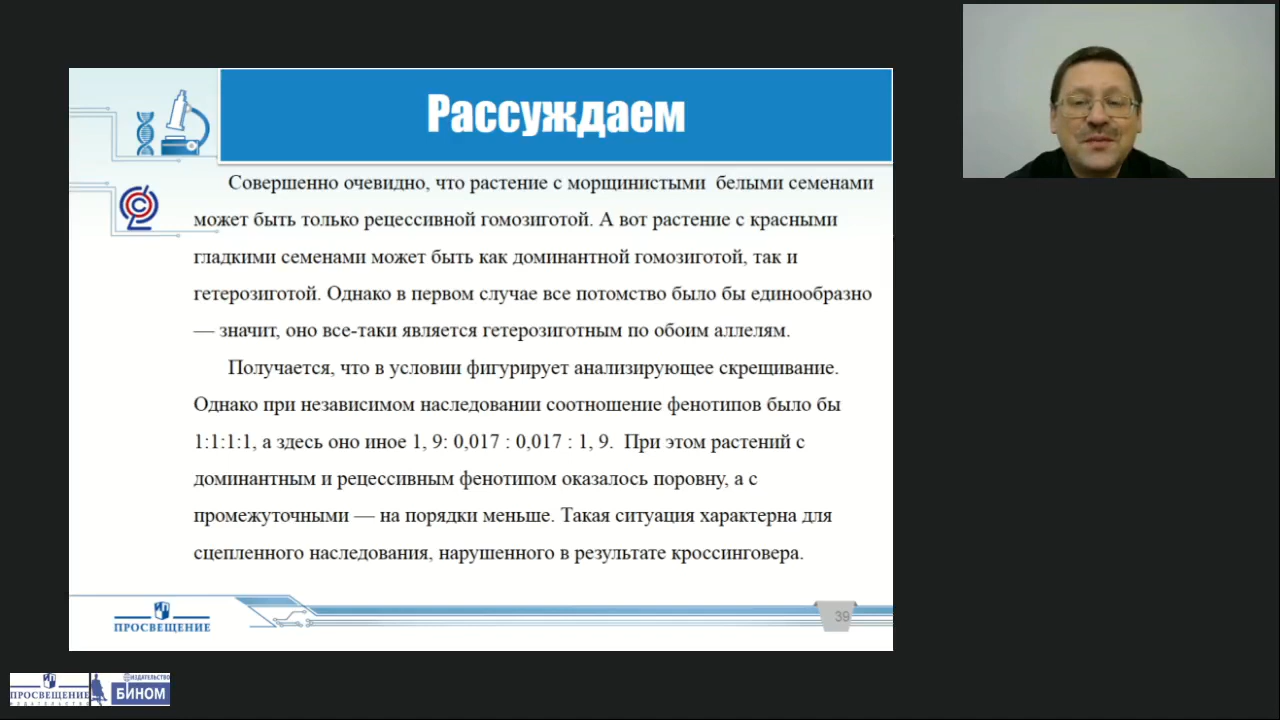 Рассуждаем
Совершенно очевидно, что растение с морщинистыми белыми семенами
может быть только рецессивной гомозиготой. А вот растение с красными
гладкими семенами может быть как доминантной гомозиготой, так и
гетерозиготой. Однако в первом случае все потомство было бы единообразно
— значит, оно все-таки является гетерозиготным по обоим аллелям.
Получается, что в условии фигурирует анализирующее скрещивание.
Однако при независимом наследовании соотношение фенотипов было бы
1:1:1:1, а здесь оно иное 1, 9: 0,017 : 0,017 : 1, 9. При этом растений с
доминантным и рецессивным фенотипом оказалось поровну, а с
промежуточными — на порядки меньше. Такая ситуация характерна для
сцепленного наследования, нарушенного в результате кроссинговера.
ПРОСВЕЩЕНИЕ
39
ПРОСВЕЩЕНИЕ
ИЗДАТЕЛЬСТВО
ИЗДАТЕЛЬСТВО
БИНОМ